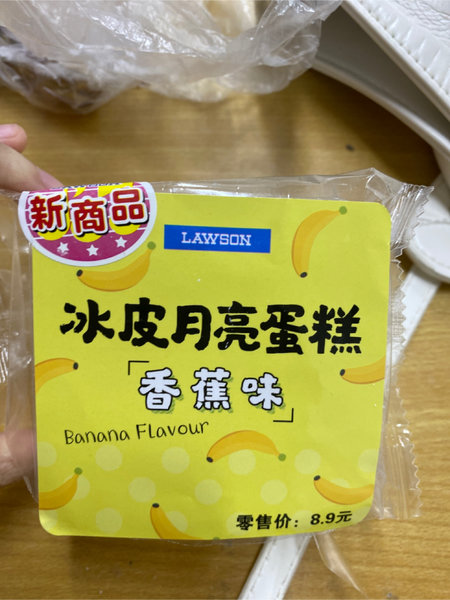 新商品
LAWSON
冰皮月亮蛋糕
「香蕉味」
Banana Flavour
零售价：8.9元